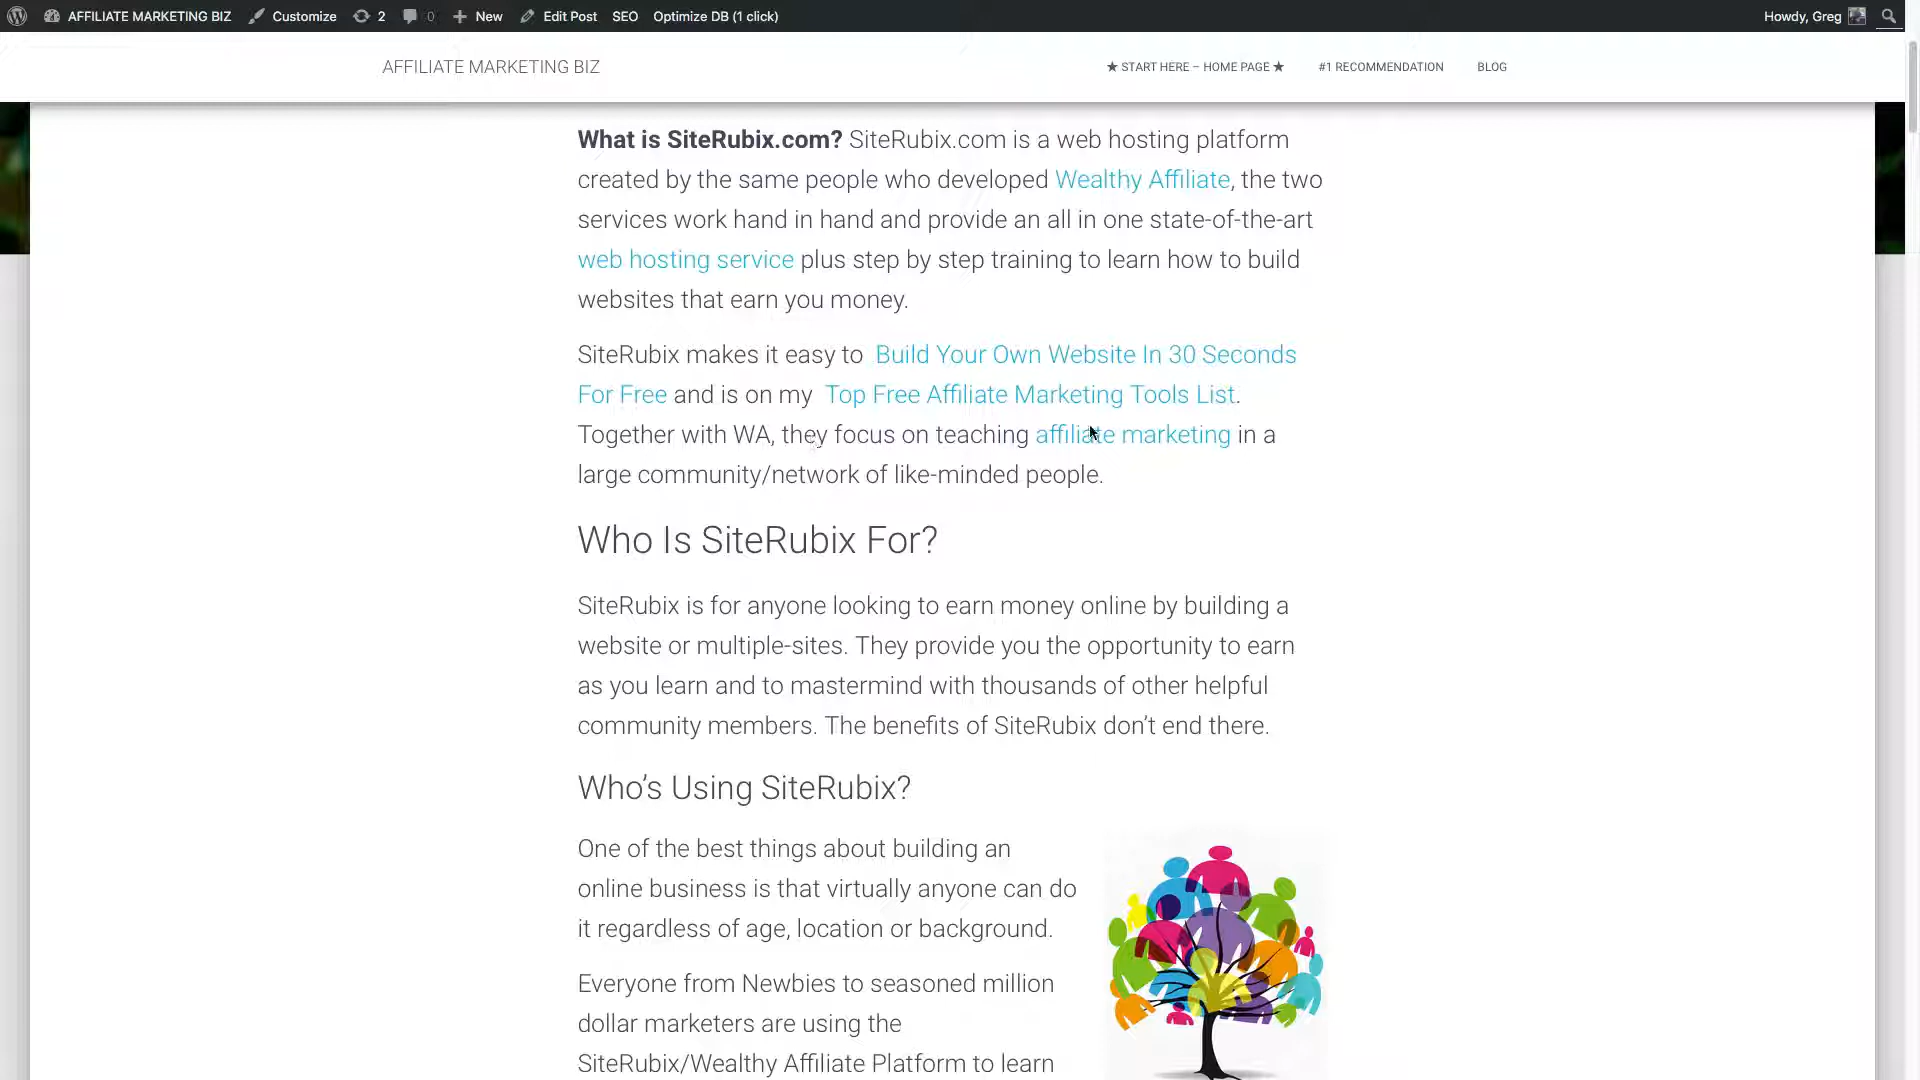 AFFILIATE MARKETING BIZ Customize 2 0 New Edit Post SEO Optimize DB (1 click) Howdy, Greg
AFFILIATE MARKETING BIZ ★ START HERE – HOME PAGE ★ #1 RECOMMENDATION BLOG
What is SiteRubix.com? SiteRubix.com is a web hosting platform
created by the same people who developed Wealthy Affiliate, the two
services work hand in hand and provide an all in one state-of-the-art
web hosting service plus step by step training to learn how to build
websites that earn you money.
SiteRubix makes it easy to Build Your Own Website In 30 Seconds
For Free and is on my Top Free Affiliate Marketing Tools List.
Together with WA, they focus on teaching affiliate marketing in a
large community/network of like-minded people.
Who Is SiteRubix For?
SiteRubix is for anyone looking to earn money online by building a
website or multiple-sites. They provide you the opportunity to earn
as you learn and to mastermind with thousands of other helpful
community members. The benefits of SiteRubix don’t end there.
Who’s Using SiteRubix?
One of the best things about building an
online business is that virtually anyone can do
it regardless of age, location or background.
Everyone from Newbies to seasoned million
dollar marketers are using the
SiteRubix/Wealthy Affiliate Platform to learn